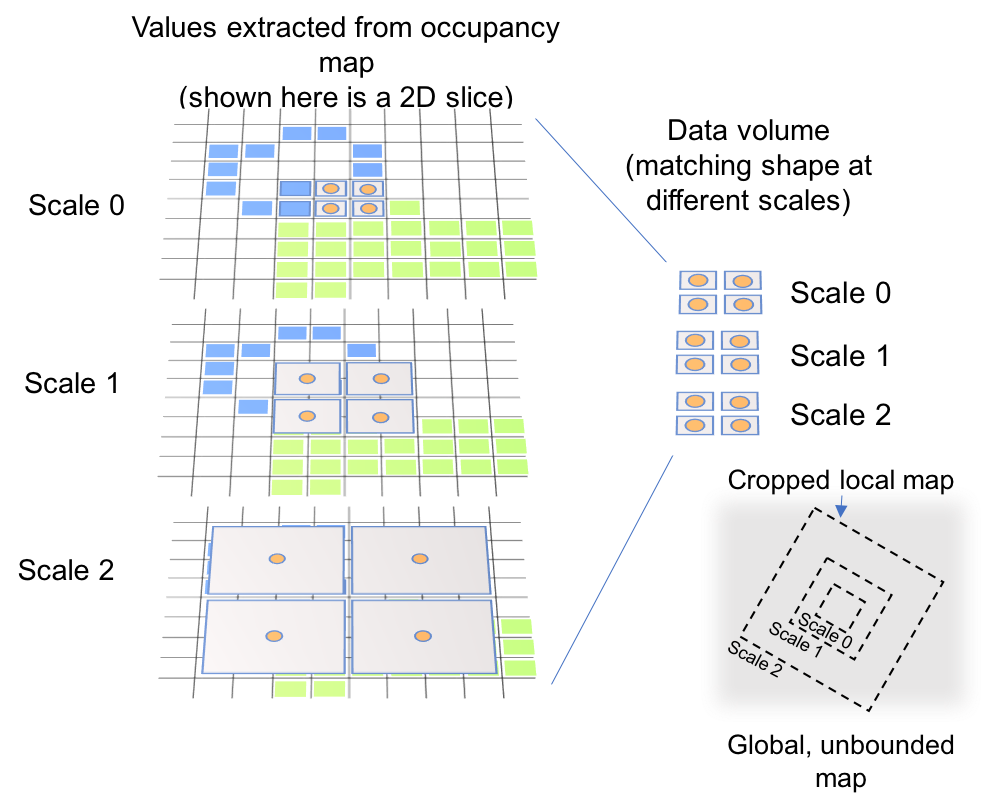 Values extracted from occupancy
map
(shown here is a 2D slice)
Scale 0
Scale 1
Scale 2
Data volume
(matching shape at
different scales)
Scale 0
Scale 1
Scale 2
Cropped local map
Scale 0
Scale 1
Scale 2
Global, unbounded
map